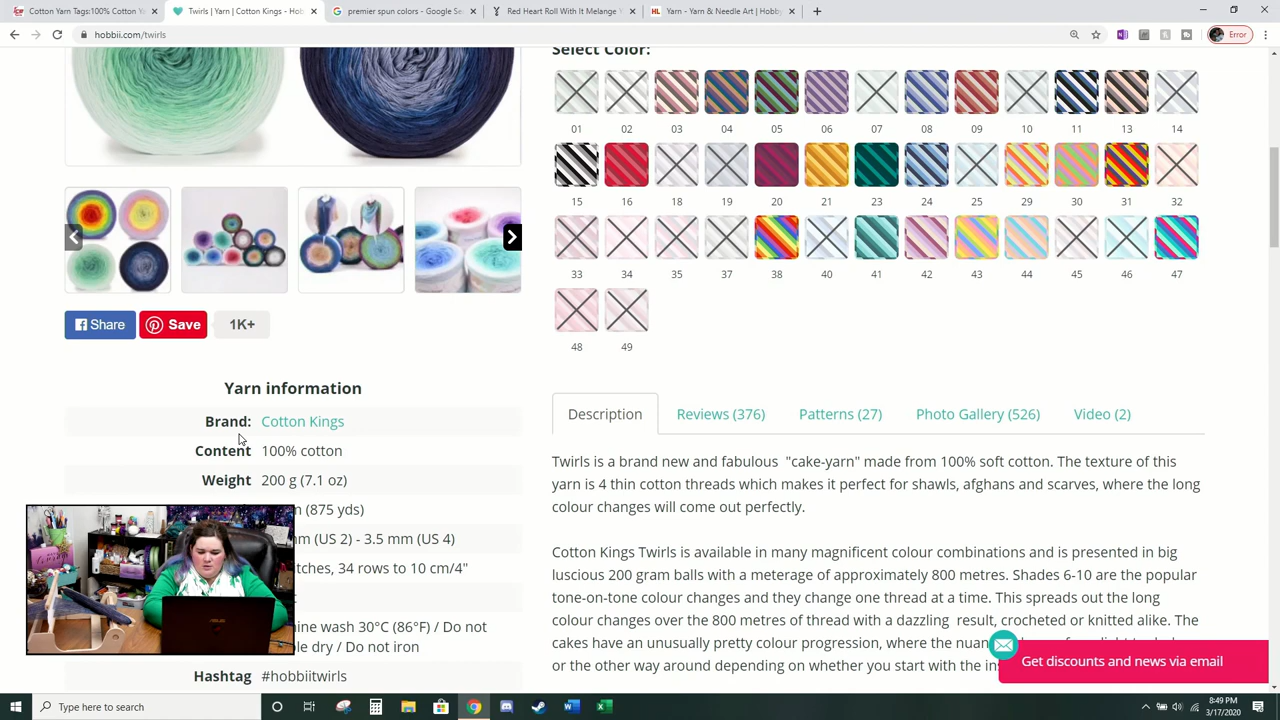 Cotton Yarn Tags:100% Cotton Yarn
Twirls | Yarn | Cotton Kings - Ho
premier spun colors - Google Sea
Red Heart Roll With It Melange Y
Yarn - Yarn & Needle Art | Hobby
hobbii.com/twirls
Error
Select Color:
01 02 03 04 05 06 07 08 09 10 11 13 14
15 16 18 19 20 21 23 24 25 29 30 31 32
33 34 35 37 38 40 41 42 43 44 45 46 47
48 49
Share
Save
1K+
Yarn information
Brand: Cotton Kings
Content 100% cotton
Weight 200 g (7.1 oz)
(875 yds)
(US 2) - 3.5 mm (US 4)
34 rows to 10 cm/4"
wash 30°C (86°F) / Do not
dry / Do not iron
Hashtag #hobbiitwirls
Description
Reviews (376)
Patterns (27)
Photo Gallery (526)
Video (2)
Twirls is a brand new and fabulous "cake-yarn" made from 100% soft cotton. The texture of this
yarn is 4 thin cotton threads which makes it perfect for shawls, afghans and scarves, where the long
colour changes will come out perfectly.
Cotton Kings Twirls is available in many magnificent colour combinations and is presented in big
luscious 200 gram balls with a meterage of approximately 800 metres. Shades 6-10 are the popular
tone-on-tone colour changes and they change one thread at a time. This spreads out the long
colour changes over the 800 metres of thread with a dazzling result, crocheted or knitted alike. The
cakes have an unusually pretty colour progression, where the
or the other way around depending on whether you start with the
Get discounts and news via email
ASUS
Type here to search
8:49 PM
3/17/2020